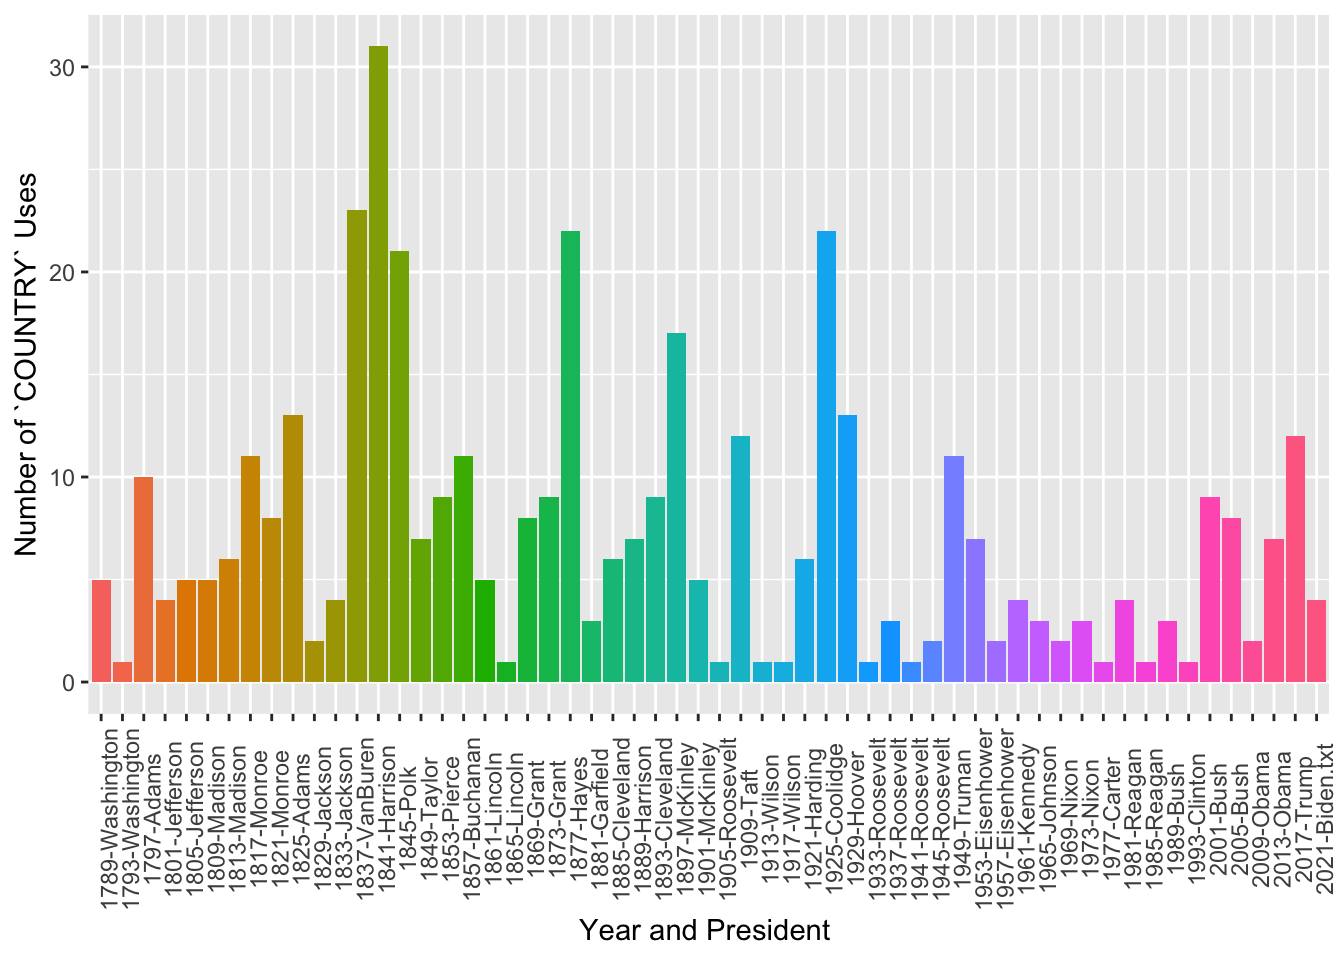 Number of `COUNTRY` Uses
30
20
10
0
1789-Washington
1793-Washington
1797-Adams
1801-Jefferson
1805-Jefferson
1809-Madison
1813-Madison
1817-Monroe
1821-Monroe
1825-Adams
1829-Jackson
1833-Jackson
1837-VanBuren
1841-Harrison
1845-Polk
1849-Taylor
1853-Pierce
1857-Buchanan
1861-Lincoln
1865-Lincoln
1869-Grant
1873-Grant
1877-Hayes
1881-Garfield
1885-Cleveland
1889-Harrison
1893-Cleveland
1897-McKinley
1901-McKinley
1905-Roosevelt
1909-Taft
1913-Wilson
1917-Wilson
1921-Harding
1925-Coolidge
1929-Hoover
1933-Roosevelt
1937-Roosevelt
1941-Roosevelt
1945-Roosevelt
1949-Truman
1953-Eisenhower
1957-Eisenhower
1961-Kennedy
1965-Johnson
1969-Nixon
1973-Nixon
1977-Carter
1981-Reagan
1985-Reagan
1989-Bush
1993-Clinton
2001-Bush
2005-Bush
2009-Obama
2013-Obama
2017-Trump
2021-Biden.txt
Year and President